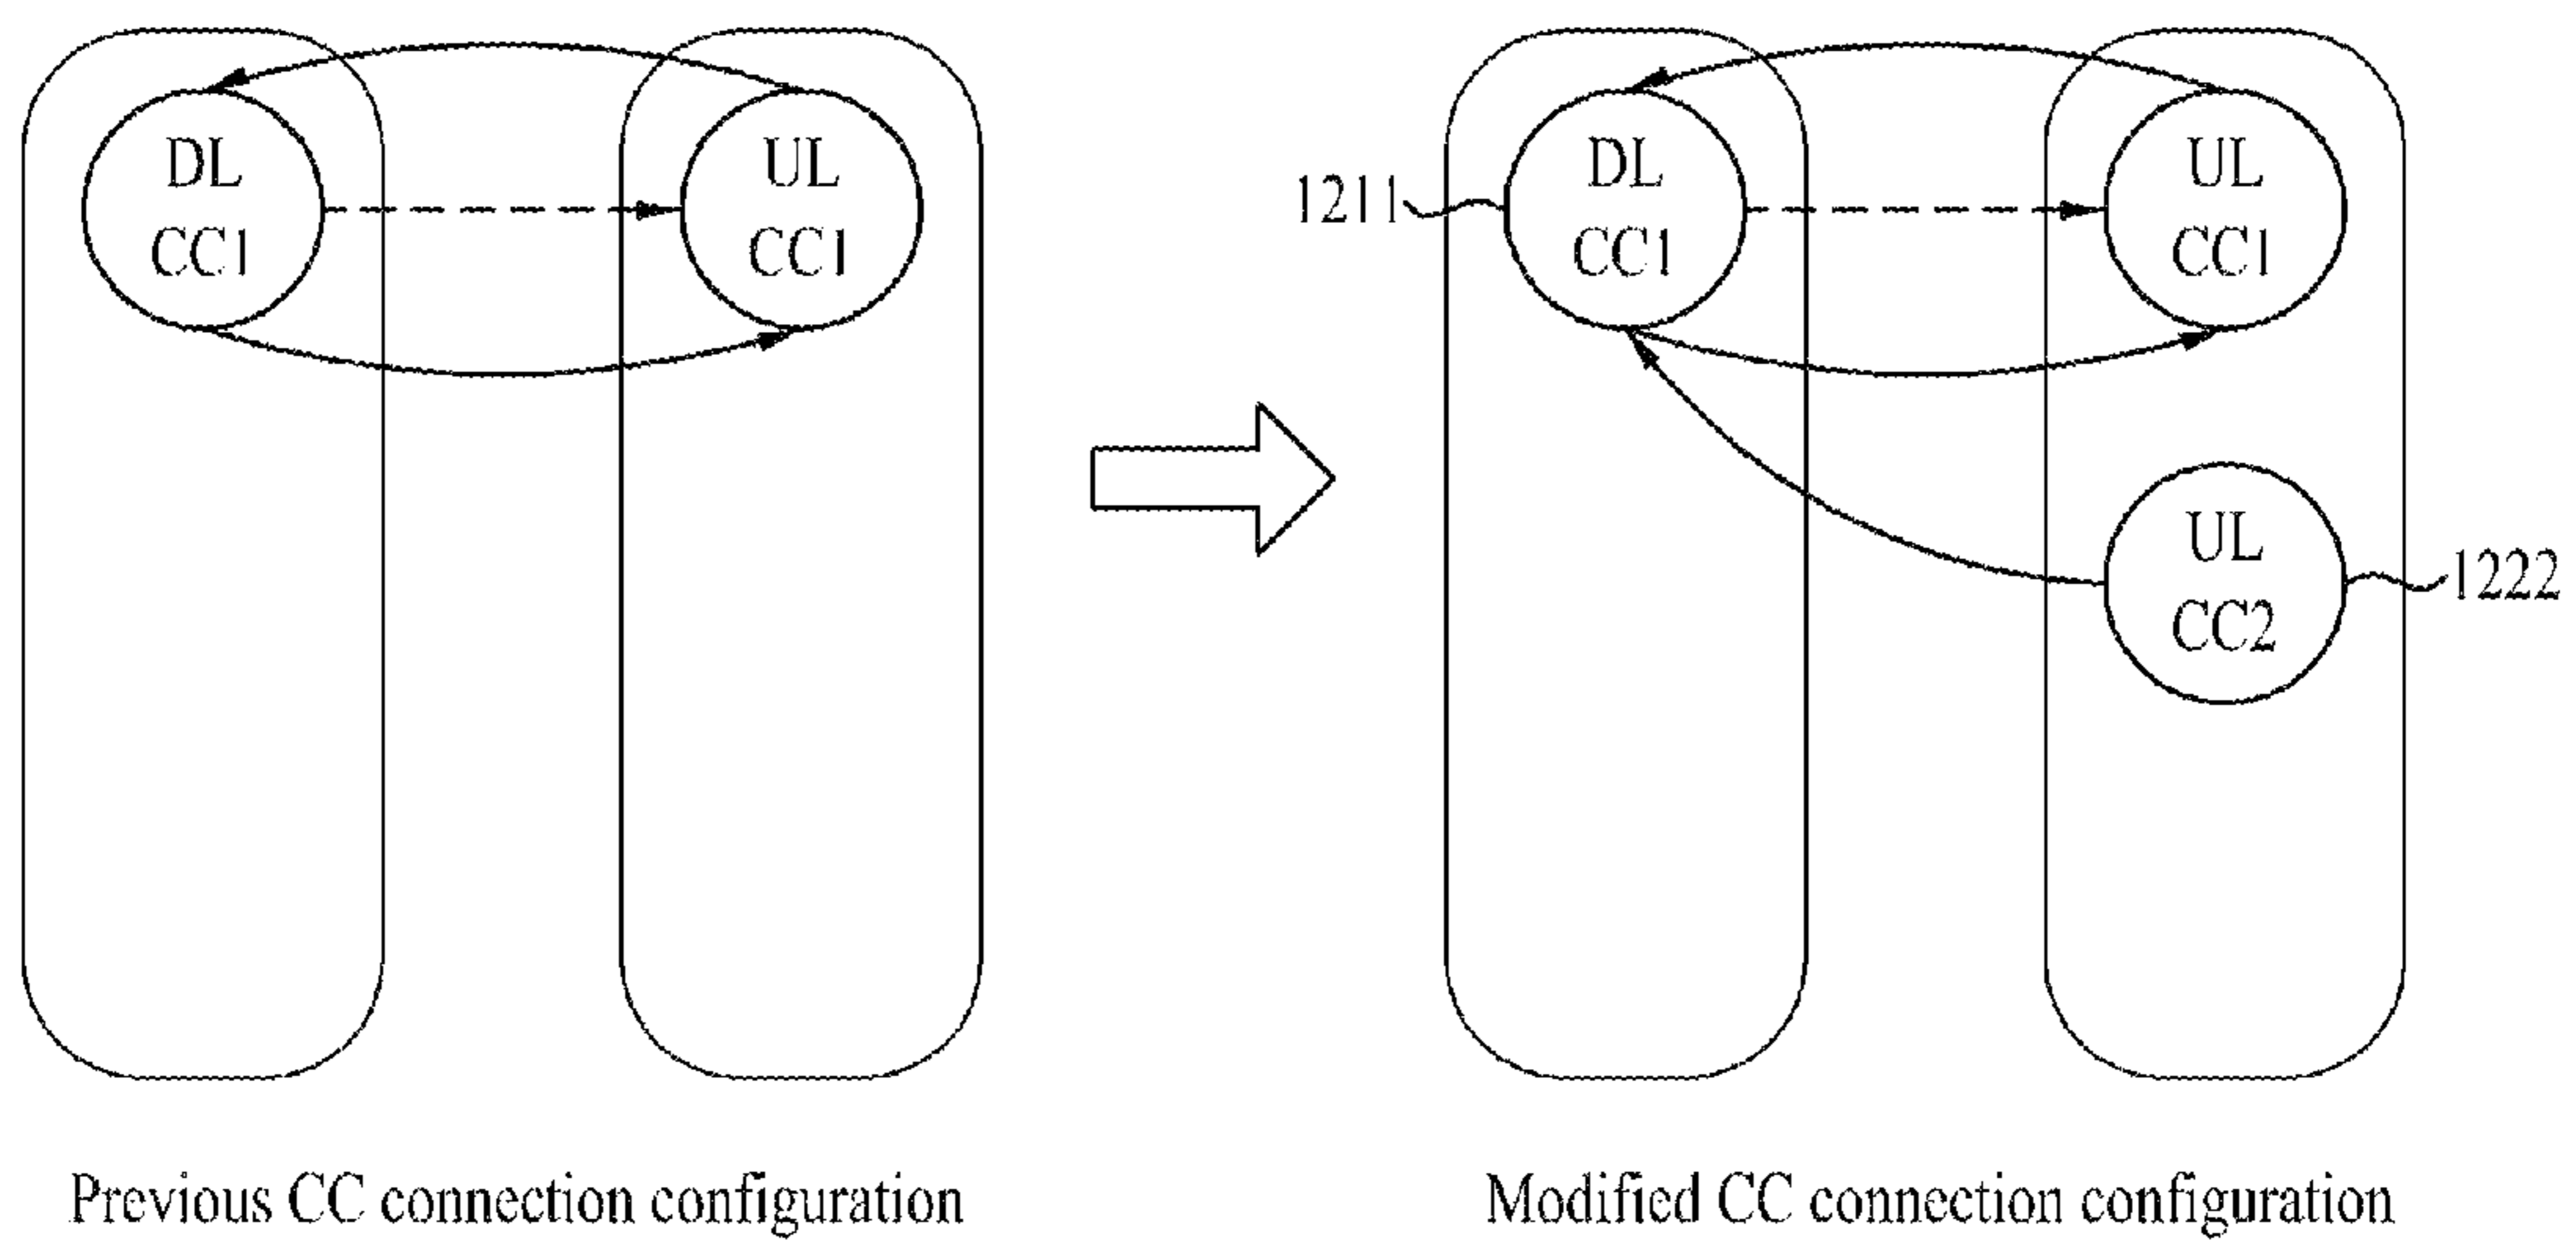 DL
CC1
UL
CC1
Previous CC connection configuration
1211
DL
CC1
UL
CC1
UL
CC2
1222
Modified CC connection configuration